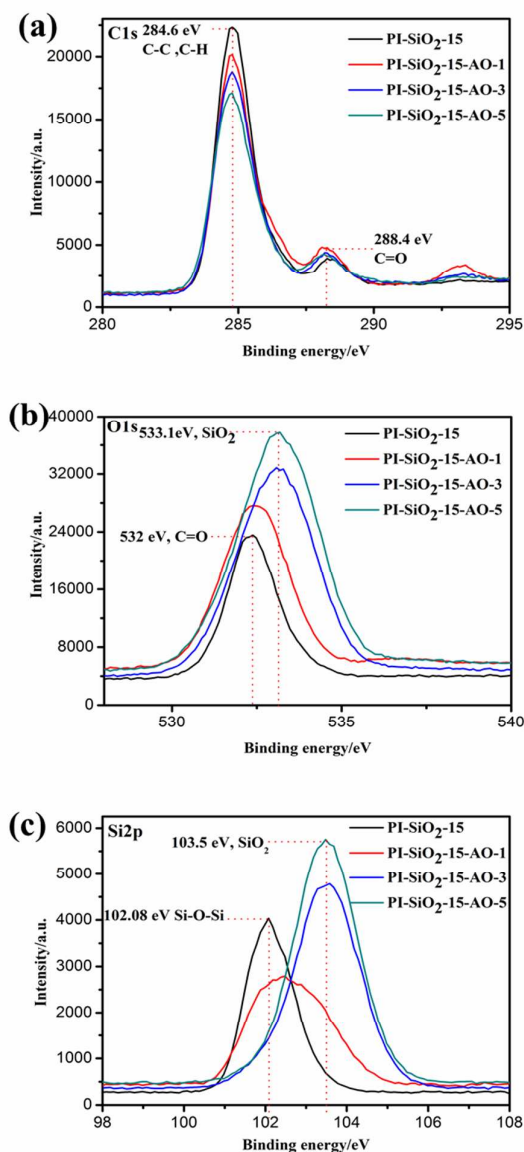 (a)
C1s
284.6 eV
C-C ,C-H
PI-SiO2-15
PI-SiO2-15-AO-1
PI-SiO2-15-AO-3
PI-SiO2-15-AO-5
288.4 eV
C=O
Intensity/a.u.
20000
15000
10000
5000
0
280
285
290
295
Binding energy/eV
(b)
O1s
533.1eV, SiO2
PI-SiO2-15
PI-SiO2-15-AO-1
PI-SiO2-15-AO-3
PI-SiO2-15-AO-5
532 eV, C=O
Intensity/a.u.
40000
32000
24000
16000
8000
0
530
535
540
Binding energy/eV
(c)
Si2p
103.5 eV, SiO2
PI-SiO2-15
PI-SiO2-15-AO-1
PI-SiO2-15-AO-3
PI-SiO2-15-AO-5
102.08 eV Si-O-Si
Intensity/a.u.
6000
5000
4000
3000
2000
1000
0
98
100
102
104
106
108
Binding energy/eV